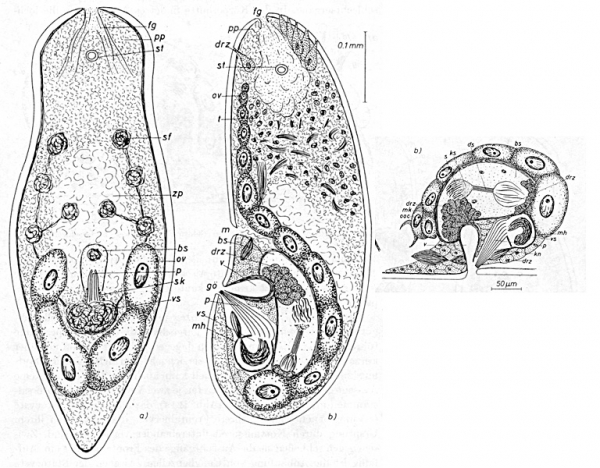 fg
pp
st
sf
zp
bs
ov
p
sk
vs
a)
fg
pp
drz
st
ov
t
m
bs
drz
v
gö
p
vs
mh
b)
0.1 mm
b)
s
ks
ds
bs
drz
drz
mk
ooc
v
mh
vs
p
kn
drz
50 µm